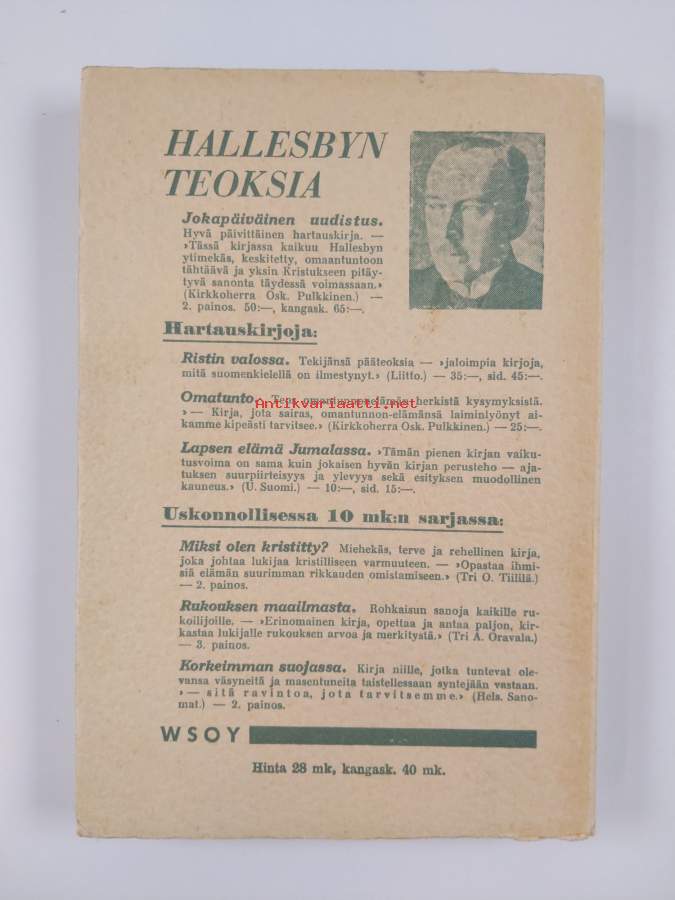 HALLESBYN
TEOKSIA
Jokapäiväinen uudistus.
Hyvä päivittäinen hartauskirja. —
»Tässä kirjassa kaikuu Hallesbyn
ytimekäs, keskitetty, omaantuntoon
tähtäävä ja yksin Kristukseen pitäy-
tyvä sanonta täydessä voimassaan.»
(Kirkkoherra Osk. Pulkkinen.) —
2. painos. 50:—, kangask. 65:—.
Hartauskirjoja:
Ristin valossa. Tekijänsä pääteoksia — »jaloimpia kirjoja,
mitä suomenkielellä on ilmestynyt.» (Liitto.) — 35:—, sid. 45:—.
Omatunto. Teos omantunnonelämän herkistä kysymyksistä.
Antikvariaatti.net
»— Kirja, jota sairas, omantunnon-elämänsä laiminlyönyt ai-
kamme kipeästi tarvitsee.» (Kirkkoherra Osk. Pulkkinen.) — 25:—.
Lapsen elämä Jumalassa. »Tämän pienen kirjan vaiku-
tusvoima on sama kuin jokaisen hyvän kirjan perusteho — aja-
tuksen suurpiirteisyys ja ylevyys sekä esityksen muodollinen
kauneus.» (U. Suomi.) — 10:—, sid. 15:—.
Uskonnollisessa 10 mk:n sarjassa:
Miksi olen kristitty? Miehekäs, terve ja rehellinen kirja,
joka johtaa lukijaa kristilliseen varmuuteen. — »Opastaa ihmi-
siä elämän suurimman rikkauden omistamiseen.» (Tri O. Tiililä.)
— 2. painos.
Rukouksen maailmasta. Rohkaisun sanoja kaikille ru-
koilijoille. — »Erinomainen kirja, opettaa ja antaa paljon, kir-
kastaa lukijalle rukouksen arvoa ja merkitystä.» (Tri A. Oravala.)
— 3. painos.
Korkeimman suojassa. Kirja niille, jotka tuntevat ole-
vansa väsyneitä ja masentuneita taistellessaan syntejään vastaan.
»— sitä ravintoa, jota tarvitsemme.» (Hels. Sano-
mat.) — 2. painos.
WSOY
Hinta 28 mk, kangask. 40 mk.